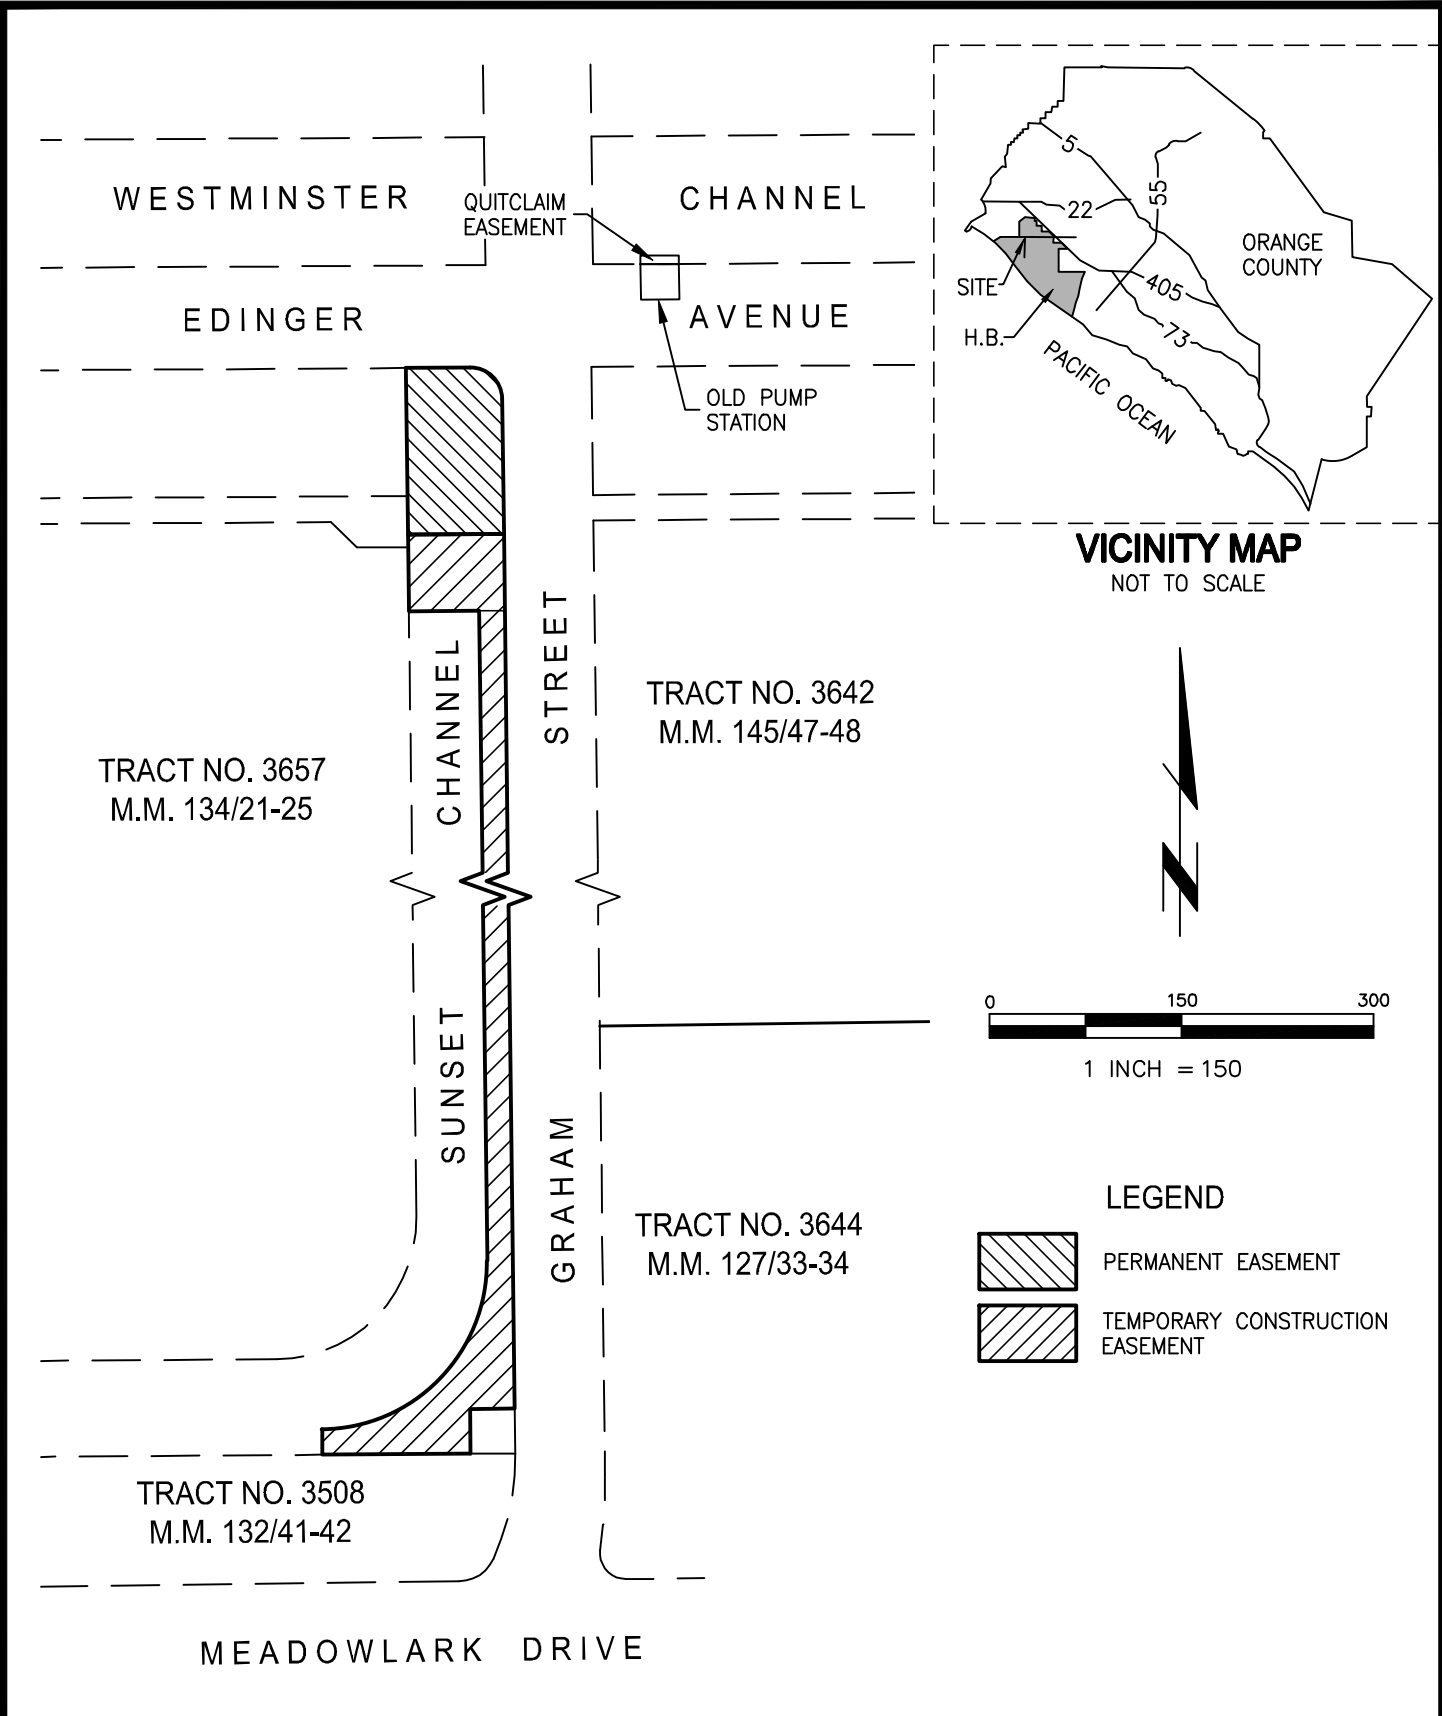 WESTMINSTER CHANNEL
QUITCLAIM
EASEMENT
EDINGER AVENUE
OLD PUMP
STATION
5
55
22
405
73
ORANGE
COUNTY
SITE
H.B.
PACIFIC OCEAN
VICINITY MAP
NOT TO SCALE
SUNSET CHANNEL
GRAHAM STREET
TRACT NO. 3642
M.M. 145/47-48
TRACT NO. 3657
M.M. 134/21-25
N
0 150 300
1 INCH = 150
TRACT NO. 3644
M.M. 127/33-34
LEGEND
PERMANENT EASEMENT
TEMPORARY CONSTRUCTION
EASEMENT
TRACT NO. 3508
M.M. 132/41-42
MEADOWLARK DRIVE